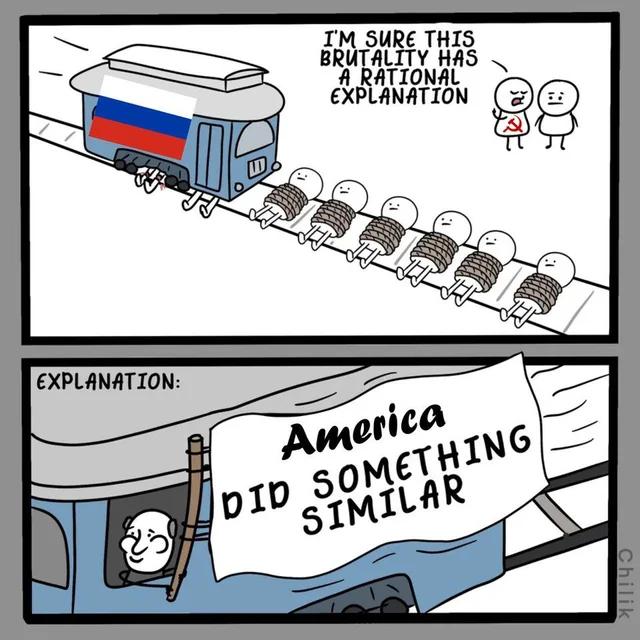 I'M SURE THIS
BRUTALITY HAS
A RATIONAL
EXPLANATION
EXPLANATION:
America
DID SOMETHING
SIMILAR
Chilik